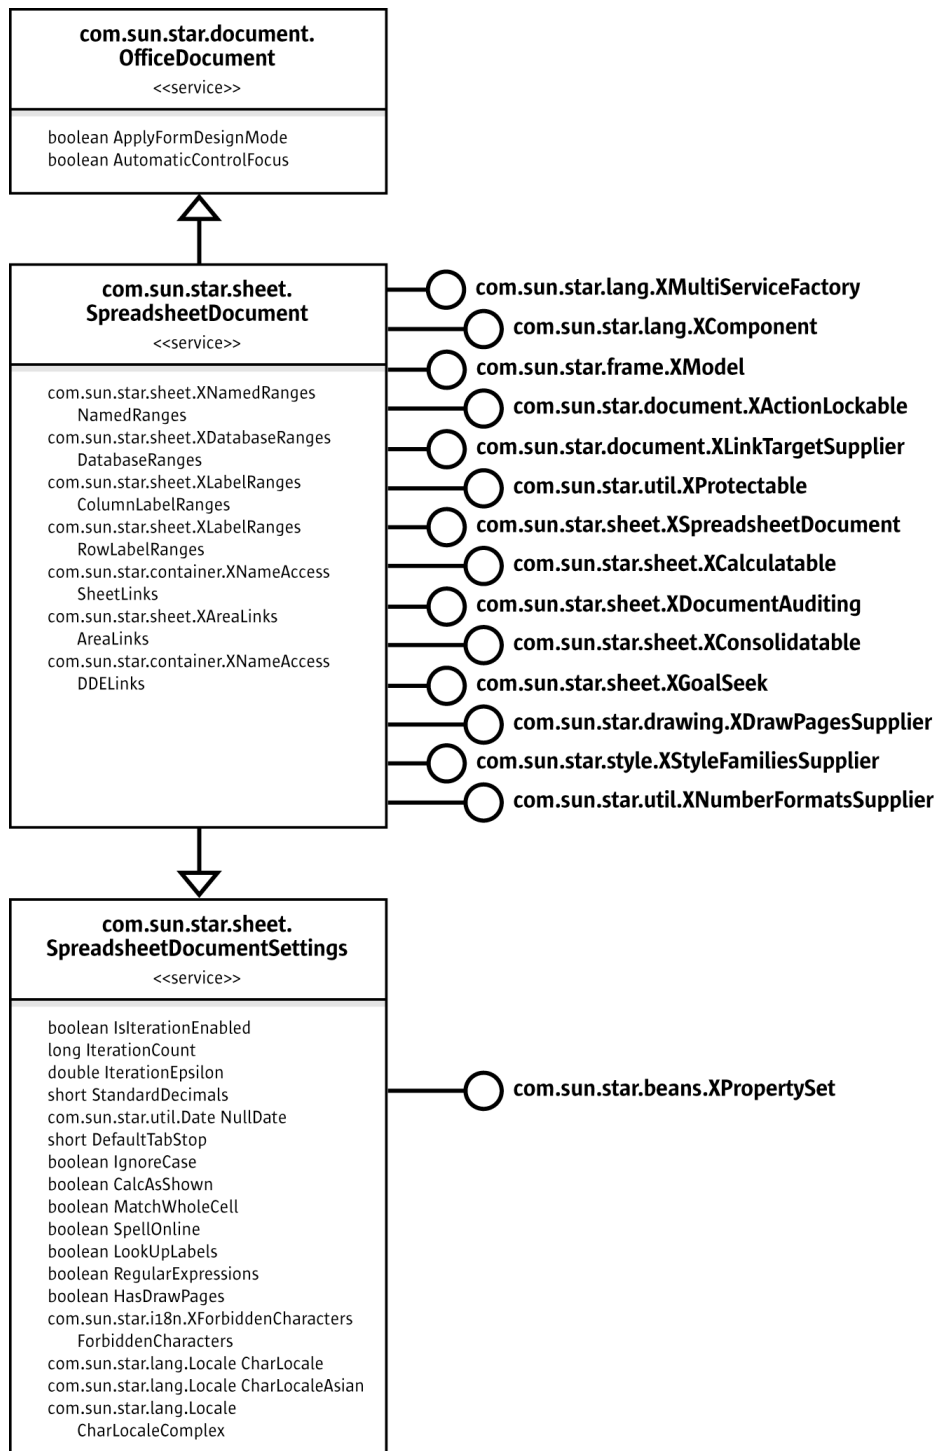 com.sun.star.document.
OfficeDocument
<<service>>
boolean ApplyFormDesignMode
boolean AutomaticControlFocus
com.sun.star.sheet.
SpreadsheetDocument
<<service>>
com.sun.star.sheet.XNamedRanges
NamedRanges
com.sun.star.sheet.XDatabaseRanges
DatabaseRanges
com.sun.star.sheet.XLabelRanges
ColumnLabelRanges
com.sun.star.sheet.XLabelRanges
RowLabelRanges
com.sun.star.container.XNameAccess
SheetLinks
com.sun.star.sheet.XAreaLinks
AreaLinks
com.sun.star.container.XNameAccess
DDELinks
com.sun.star.lang.XMultiServiceFactory
com.sun.star.lang.XComponent
com.sun.star.frame.XModel
com.sun.star.document.XActionLockable
com.sun.star.document.XLinkTargetSupplier
com.sun.star.util.XProtectable
com.sun.star.sheet.XSpreadsheetDocument
com.sun.star.sheet.XCalculatable
com.sun.star.sheet.XDocumentAuditing
com.sun.star.sheet.XConsolidatable
com.sun.star.sheet.XGoalSeek
com.sun.star.drawing.XDrawPagesSupplier
com.sun.star.style.XStyleFamiliesSupplier
com.sun.star.util.XNumberFormatsSupplier
com.sun.star.sheet.
SpreadsheetDocumentSettings
<<service>>
boolean IsIterationEnabled
long IterationCount
double IterationEpsilon
short StandardDecimals
com.sun.star.util.Date NullDate
short DefaultTabStop
boolean IgnoreCase
boolean CalcAsShown
boolean MatchWholeCell
boolean SpellOnline
boolean LookUpLabels
boolean RegularExpressions
boolean HasDrawPages
com.sun.star.i18n.XForbiddenCharacters
ForbiddenCharacters
com.sun.star.lang.Locale CharLocale
com.sun.star.lang.Locale CharLocaleAsian
com.sun.star.lang.Locale
CharLocaleComplex
com.sun.star.beans.XPropertySet